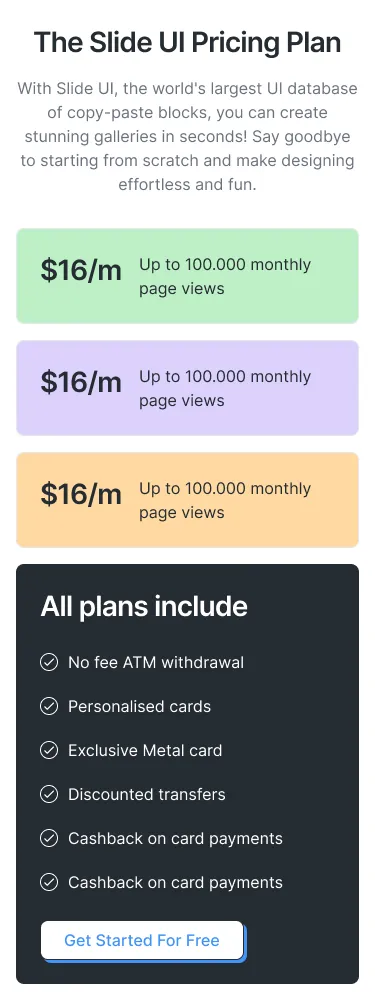 The Slide UI Pricing Plan
With Slide UI, the world's largest UI database
of copy-paste blocks, you can create
stunning galleries in seconds! Say goodbye
to starting from scratch and make designing
effortless and fun.
$16/m
Up to 100.000 monthly
page views
$16/m
Up to 100.000 monthly
page views
$16/m
Up to 100.000 monthly
page views
All plans include
No fee ATM withdrawal
Personalised cards
Exclusive Metal card
Discounted transfers
Cashback on card payments
Cashback on card payments
Get Started For Free